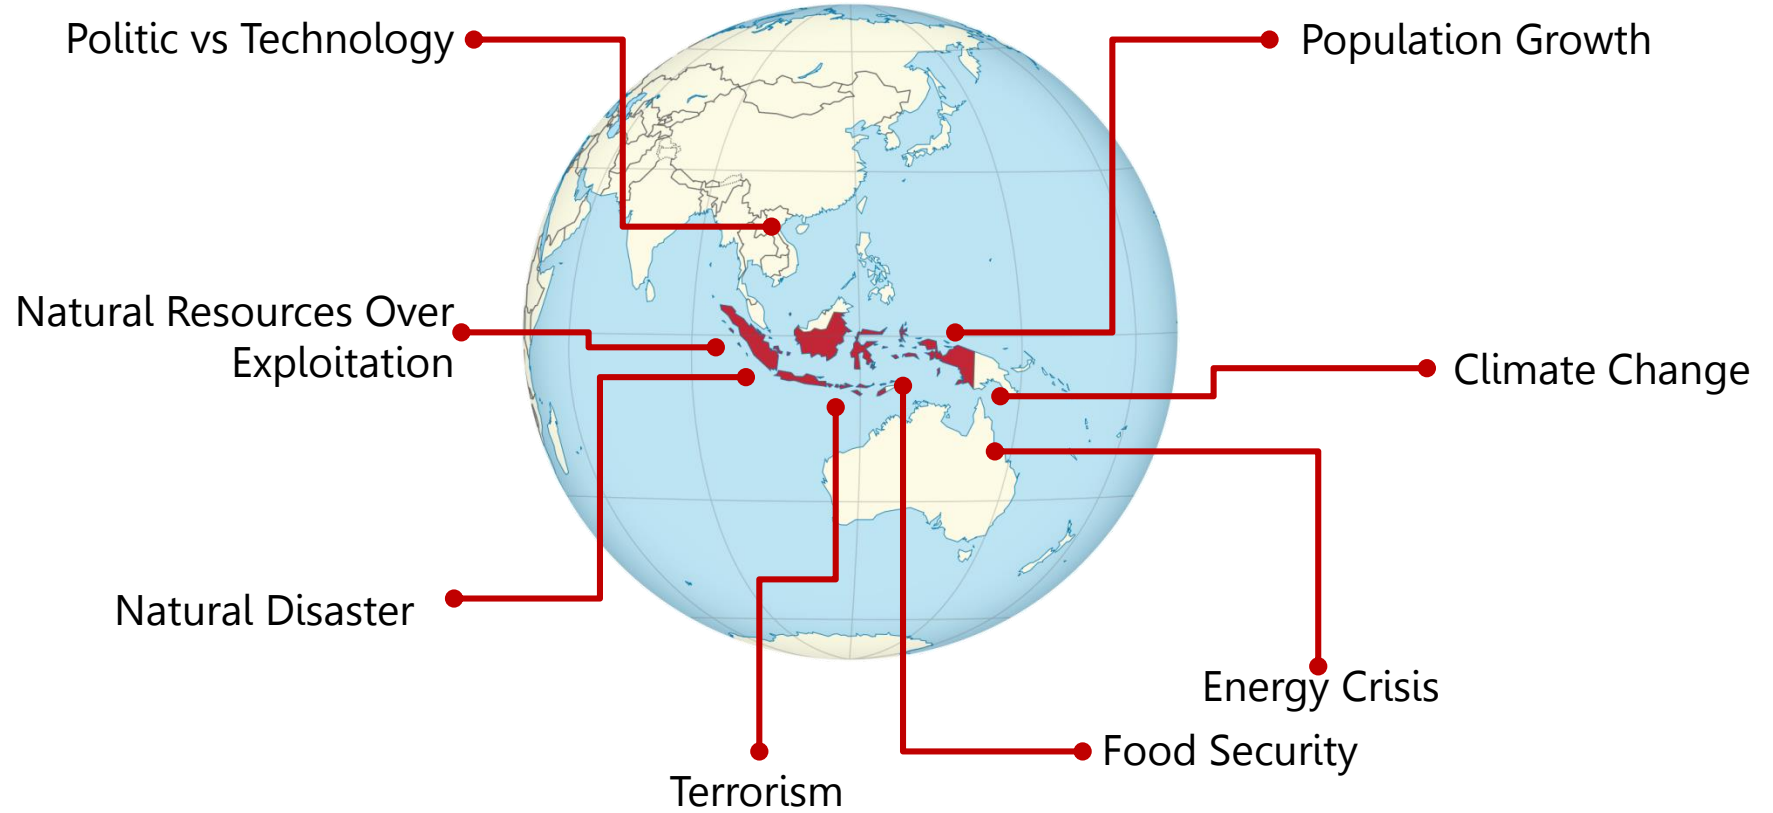 Politic vs Technology
Population Growth
Natural Resources Over
Exploitation
Climate Change
Natural Disaster
Energy Crisis
Food Security
Terrorism